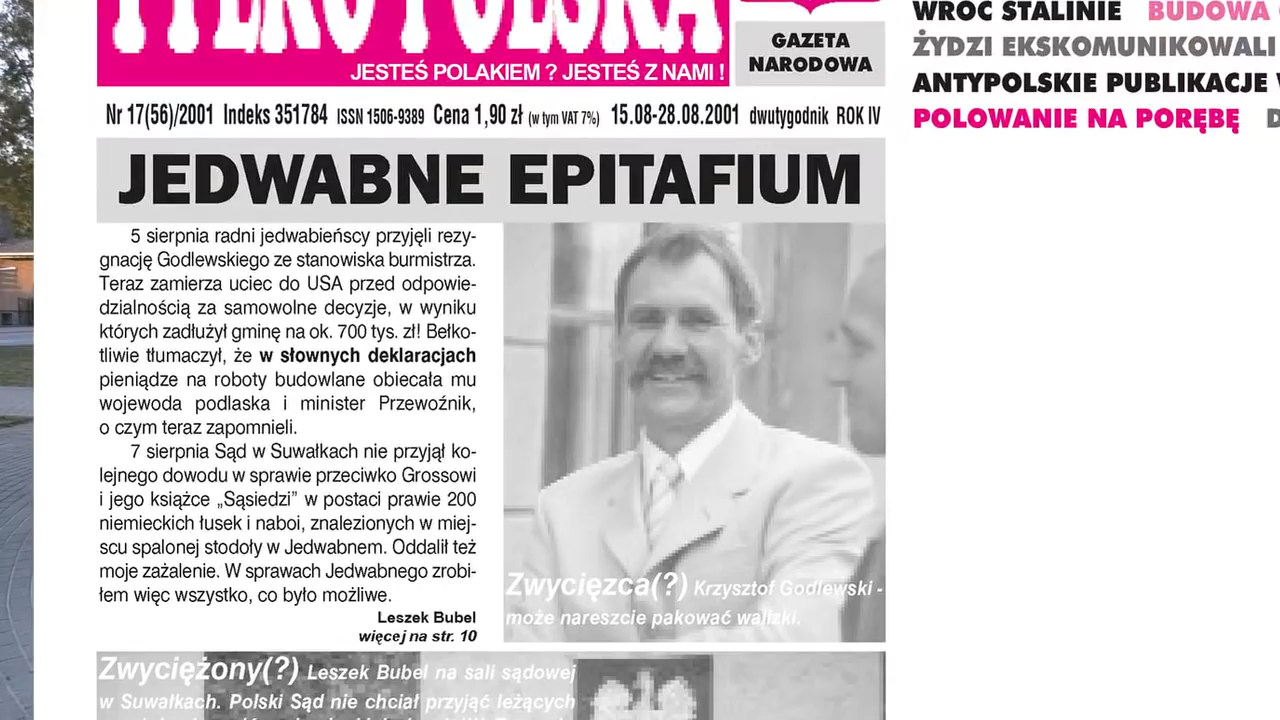 TYLKO POLSKA
JESTEŚ POLAKIEM ? JESTEŚ Z NAMI !
GAZETA
NARODOWA
WRÓĆ STALINIE BUDOWA
ŻYDZI EKSKOMUNIKOWALI
ANTYPOLSKIE PUBLIKACJE
POLOWANIE NA PORĘBĘ
Nr 17(56)/2001 Indeks 351784 ISSN 1506-9389 Cena 1,90 zł (w tym VAT 7%) 15.08-28.08.2001 dwutygodnik ROK IV
JEDWABNE EPITAFIUM
5 sierpnia radni jedwabieńscy przyjęli rezy-
gnację Godlewskiego ze stanowiska burmistrza.
Teraz zamierza uciec do USA przed odpowie-
dzialnością za samowolne decyzje, w wyniku
których zadłużył gminę na ok. 700 tys. zł! Bełko-
tliwie tłumaczył, że w słownych deklaracjach
pieniądze na roboty budowlane obiecała mu
wojewoda podlaska i minister Przewoźnik,
o czym teraz zapomnieli.
7 sierpnia Sąd w Suwałkach nie przyjął ko-
lejnego dowodu w sprawie przeciwko Grossowi
i jego książce „Sąsiedzi” w postaci prawie 200
niemieckich łusek i naboi, znalezionych w miej-
scu spalonej stodoły w Jedwabnem. Oddalił też
moje zażalenie. W sprawach Jedwabnego zrobi-
łem więc wszystko, co było możliwe.
Leszek Bubel
więcej na str. 10
Zwycięzca(?) Krzysztof Godlewski -
może nareszcie pakować walizki.
Zwyciężony(?) Leszek Bubel na sali sądowej
w Suwałkach. Polski Sąd nie chciał przyjąć leżących